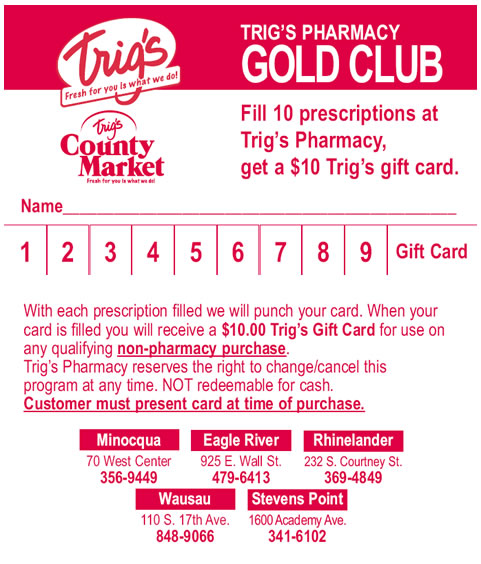 Trig's
Fresh for you is what we do!
TRIG'S PHARMACY
GOLD CLUB
Trig's
County
Market
Fresh for you is what we do!
Fill 10 prescriptions at
Trig's Pharmacy,
get a $10 Trig's gift card.
Name
1 2 3 4 5 6 7 8 9 Gift Card
With each prescription filled we will punch your card. When your
card is filled you will receive a $10.00 Trig's Gift Card for use on
any qualifying non-pharmacy purchase.
Trig's Pharmacy reserves the right to change/cancel this
program at any time. NOT redeemable for cash.
Customer must present card at time of purchase.
Minocqua
70 West Center
356-9449
Eagle River
925 E. Wall St.
479-6413
Rhinelander
232 S. Courtney St.
369-4849
Wausau
110 S. 17th Ave.
848-9066
Stevens Point
1600 Academy Ave.
341-6102